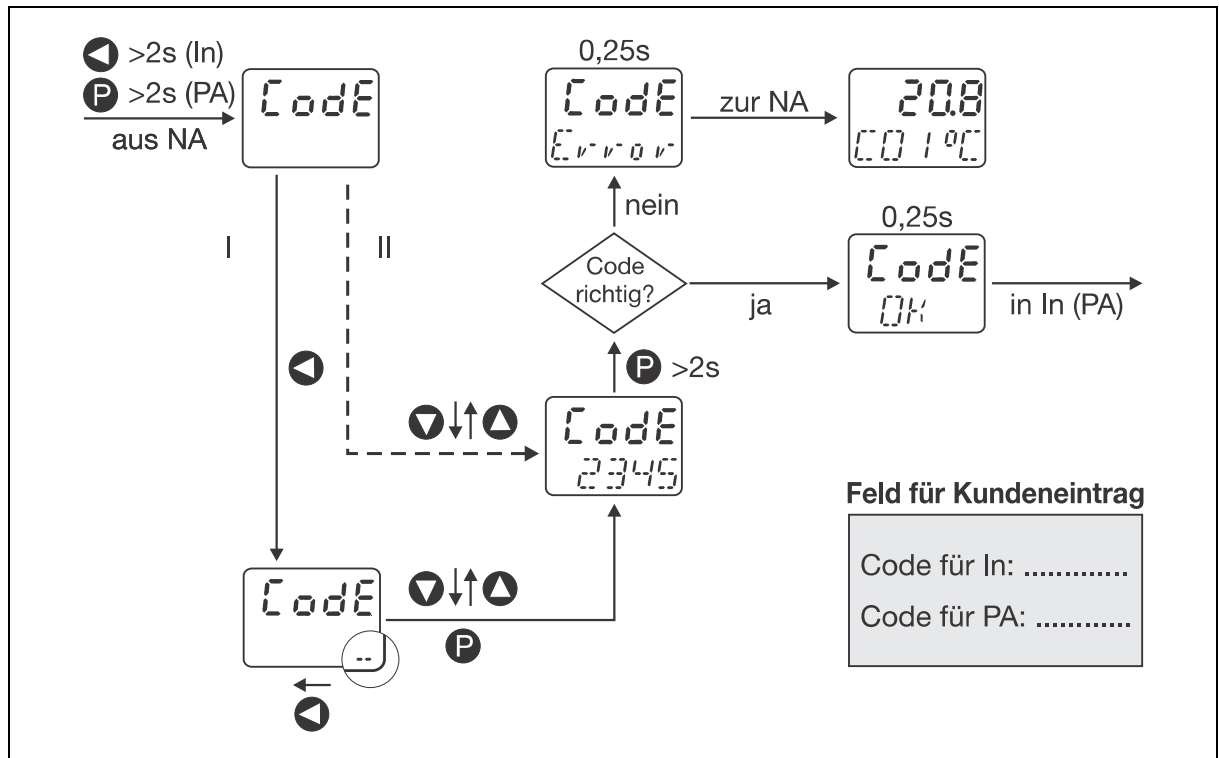 >2s (In)
P >2s (PA)
aus NA
CodE
I
II
0,25s
CodE
Error
zur NA
20.8
C01°C
nein
Code
richtig?
ja
0,25s
CodE
OK
in In (PA)
P >2s
CodE
2345
CodE
--
P
Feld für Kundeneintrag
Code für In: .............
Code für PA: ............